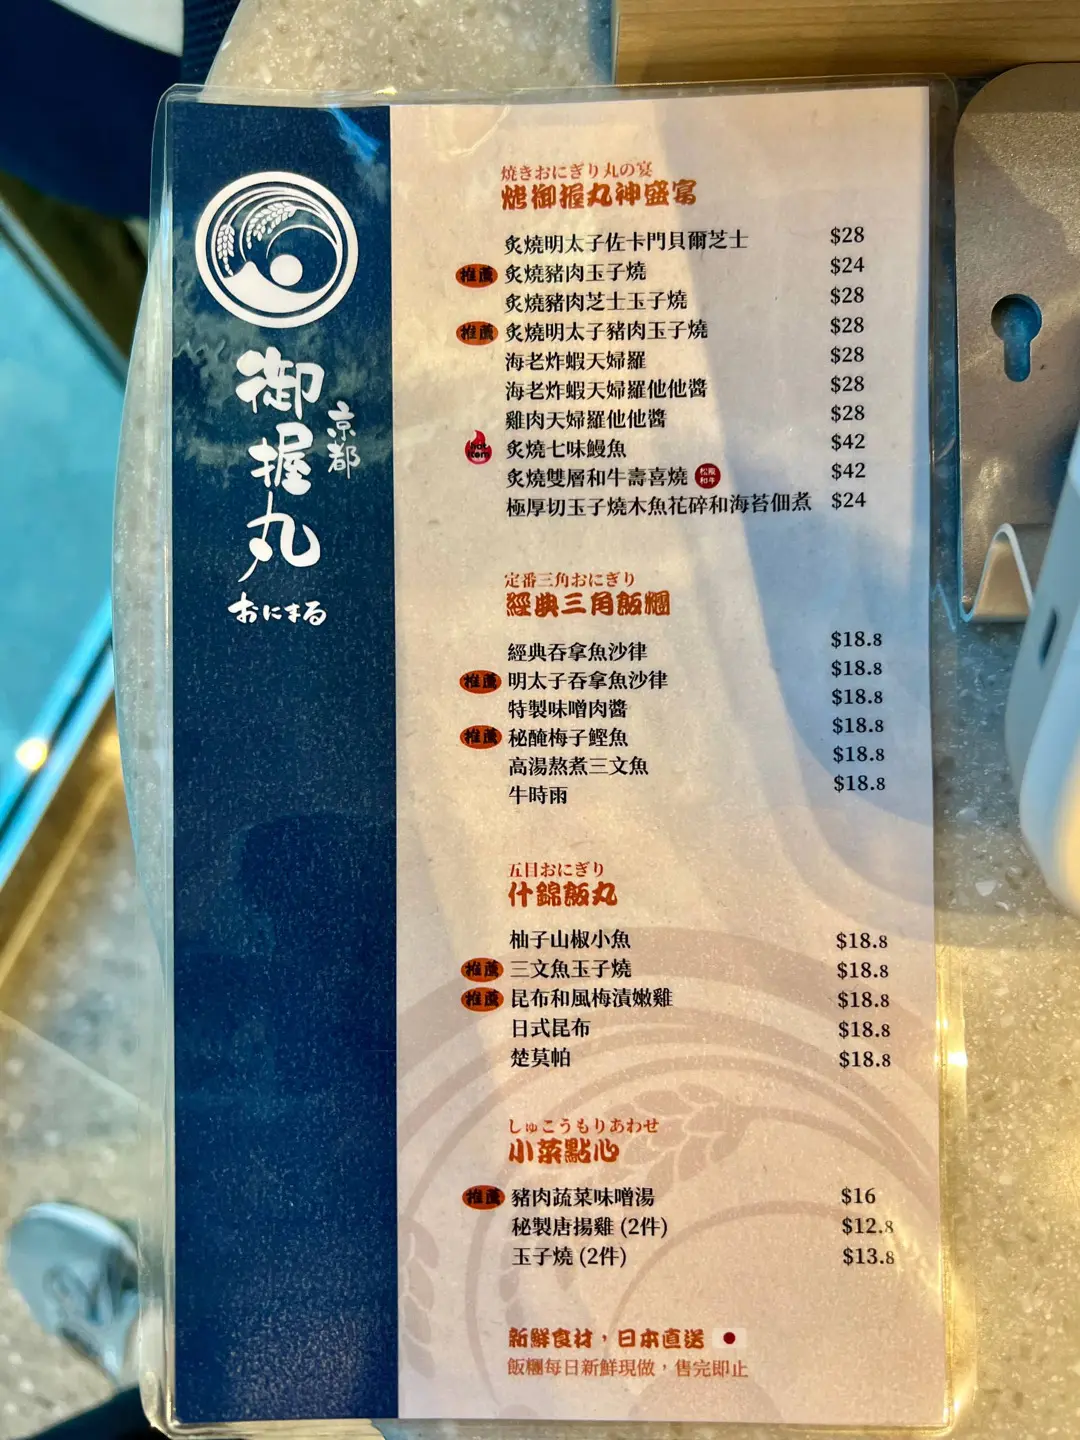 御握丸
京都
おにまる
焼きおにぎり丸の宴
烤御握丸神盛宴
炙燒明太子佐卡門貝爾芝士 $28
推薦 炙燒豬肉玉子燒 $24
炙燒豬肉芝士玉子燒 $28
推薦 炙燒明太子豬肉玉子燒 $28
海老炸蝦天婦羅 $28
海老炸蝦天婦羅他他醬 $28
雞肉天婦羅他他醬 $28
hot item 炙燒七味鰻魚 $42
炙燒雙層和牛壽喜燒 松阪和牛 $42
極厚切玉子燒木魚花碎和海苔佃煮 $24
定番三角おにぎり
經典三角飯糰
經典吞拿魚沙律 $18.8
推薦 明太子吞拿魚沙律 $18.8
特製味噌肉醬 $18.8
推薦 秘醃梅子鰹魚 $18.8
高湯熬煮三文魚 $18.8
牛時雨 $18.8
五目おにぎり
什錦飯丸
柚子山椒小魚 $18.8
推薦 三文魚玉子燒 $18.8
推薦 昆布和風梅漬嫩雞 $18.8
日式昆布 $18.8
楚莫帕 $18.8
しゅこうもりあわせ
小菜點心
推薦 豬肉蔬菜味噌湯 $16
秘製唐揚雞 (2件) $12.8
玉子燒 (2件) $13.8
新鮮食材，日本直送
飯糰每日新鮮現做，售完即止